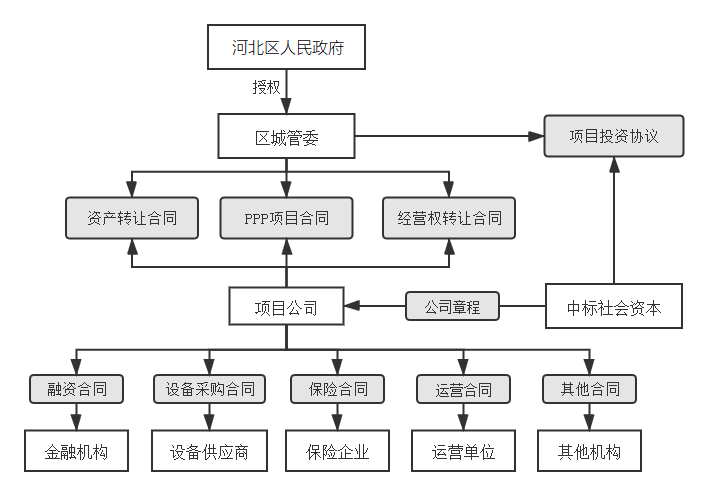 河北区人民政府
授权
区城管委
项目投资协议
资产转让合同
PPP项目合同
经营权转让合同
项目公司
公司章程
中标社会资本
融资合同
设备采购合同
保险合同
运营合同
其他合同
金融机构
设备供应商
保险企业
运营单位
其他机构